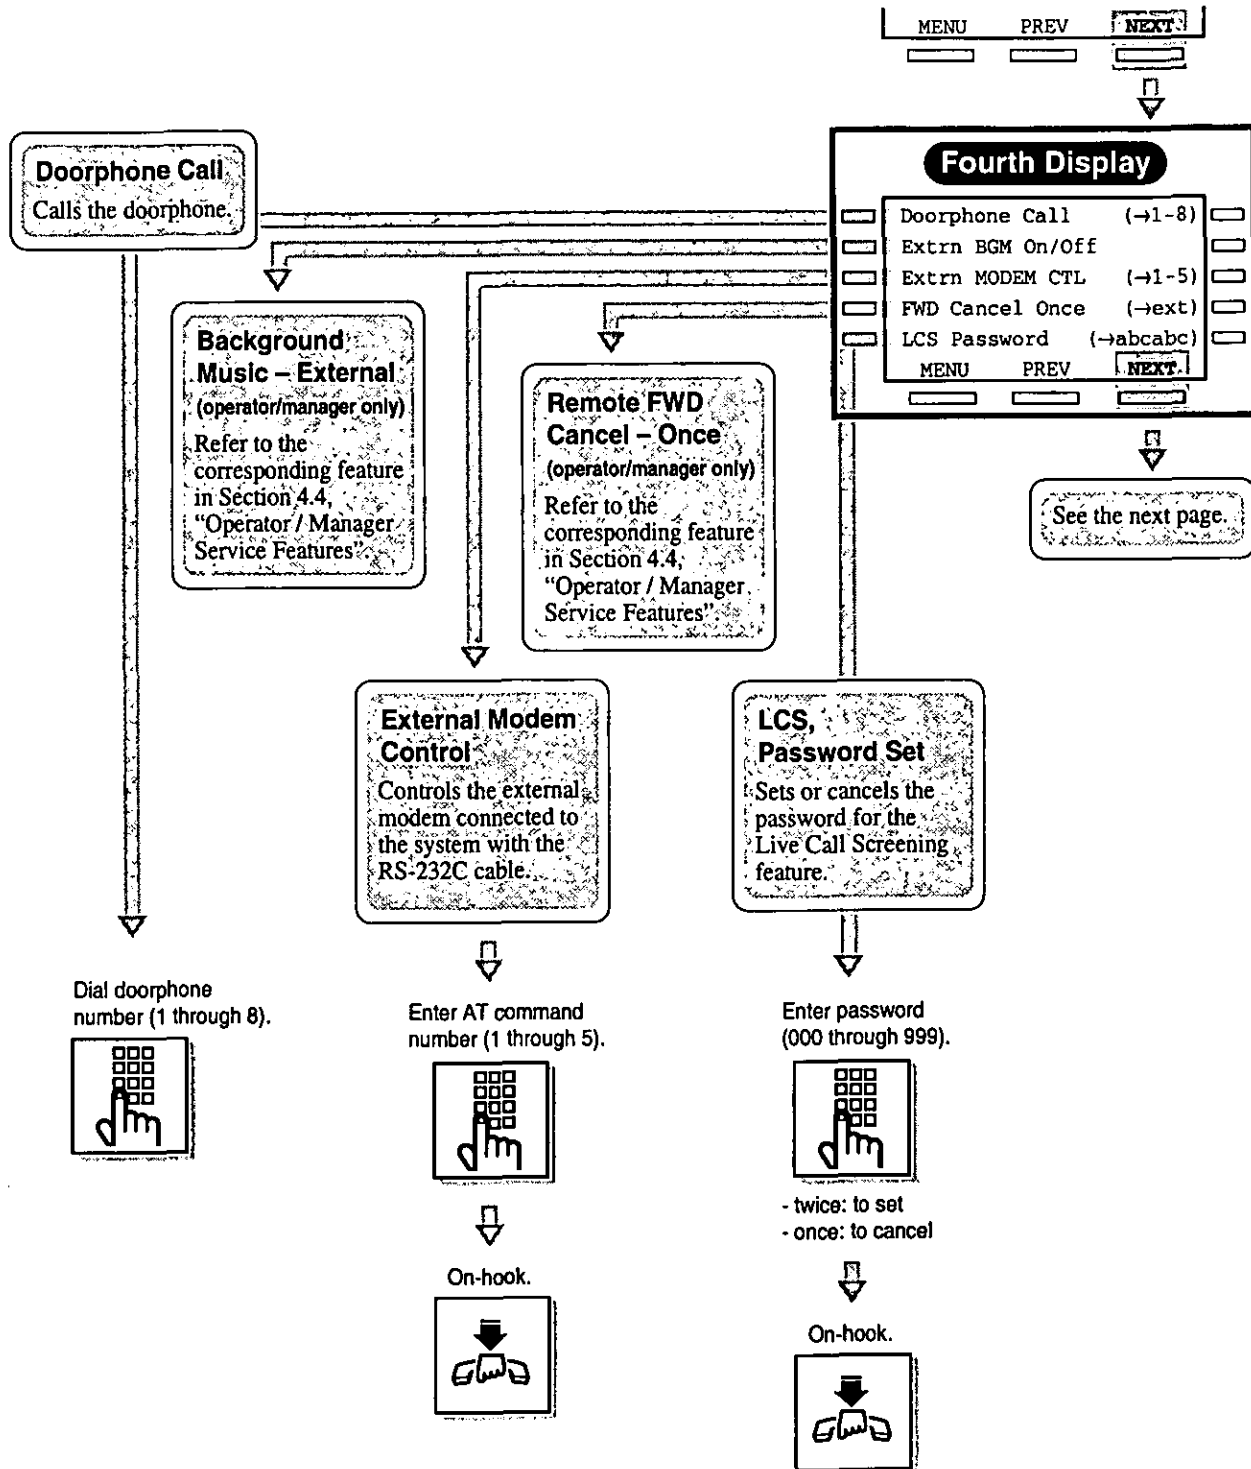 MENU PREV NEXT
Fourth Display
Doorphone Call (→1-8)
Extrn BGM On/Off
Extrn MODEM CTL (→1-5)
FWD Cancel Once (→ext)
LCS Password (→abcabc)
MENU PREV NEXT
See the next page.
Doorphone Call
Calls the doorphone.
Background
Music – External
(operator/manager only)
Refer to the
corresponding feature
in Section 4.4,
“Operator / Manager
Service Features”.
Remote FWD
Cancel – Once
(operator/manager only)
Refer to the
corresponding feature
in Section 4.4,
“Operator / Manager
Service Features”.
External Modem
Control
Controls the external
modem connected to
the system with the
RS-232C cable.
LCS,
Password Set
Sets or cancels the
password for the
Live Call Screening
feature.
Dial doorphone
number (1 through 8).
Enter AT command
number (1 through 5).
On-hook.
Enter password
(000 through 999).
- twice: to set
- once: to cancel
On-hook.